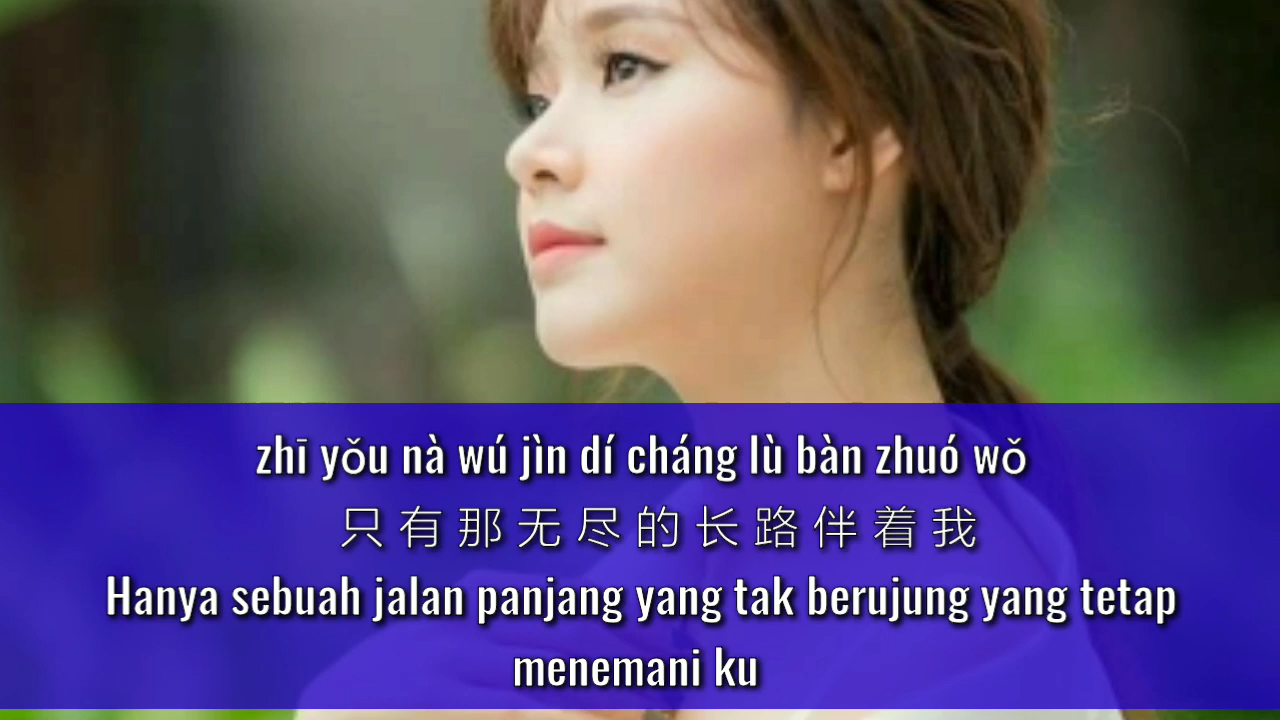 zhī yǒu nà wú jìn dí cháng lù bàn zhuó wǒ
只有那无尽的长路伴着我
Hanya sebuah jalan panjang yang tak berujung yang tetap
menemani ku